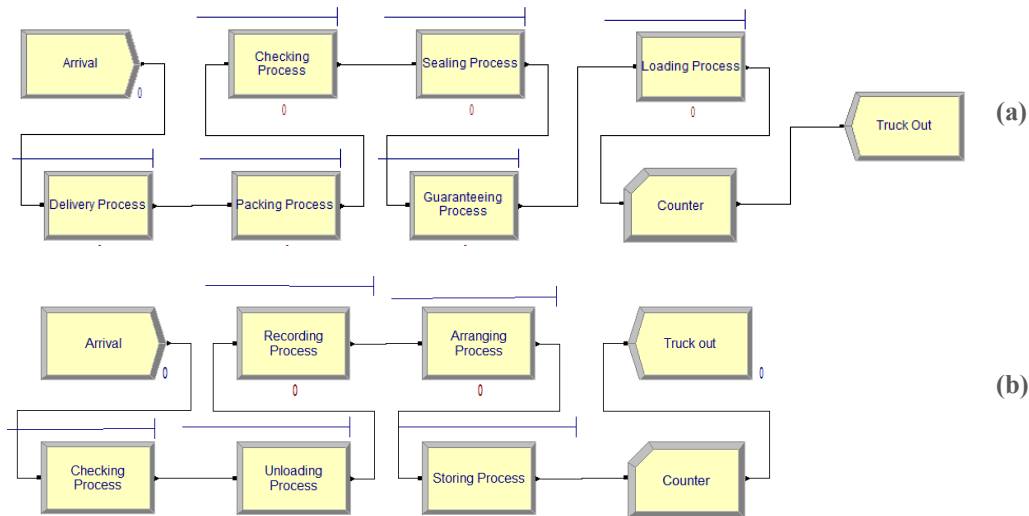 Arrival
0
Delivery Process
Packing Process
Checking
Process
0
Sealing Process
0
Guaranteeing
Process
Loading Process
0
Counter
Truck Out
(a)
Arrival
0
Checking
Process
Unloading
Process
Recording
Process
0
Arranging
Process
0
Storing Process
Counter
Truck out
0
(b)